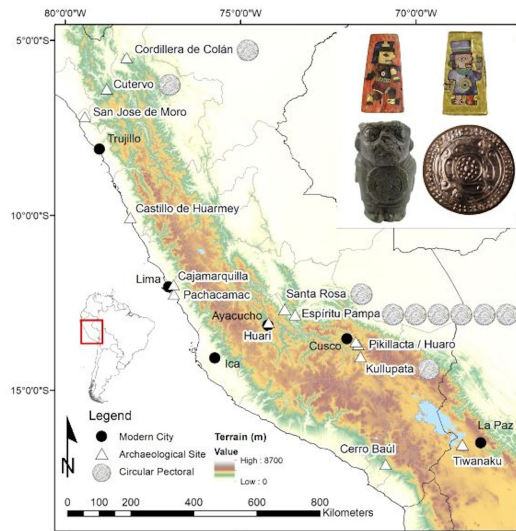 75°0'0"W
70°0'0"W
5°0'0"S
Cordillera de Colán
Cutervo
San Jose de Moro
Trujillo
10°0'0"S
Castillo de Huarmey
Lima
Cajamarquilla
Pachacamac
Santa Rosa
Ayacucho
Espíritu Pampa
Huari
Cusco
Pikillacta / Huaro
Ica
Kullupata
15°0'0"S
La Paz
Cerro Baúl
Tiwanaku
Legend
Modern City
Archaeological Site
Circular Pectoral
Terrain (m)
Value
High : 8700
Low : 0
N
0 100 200 400 600 800
Kilometers